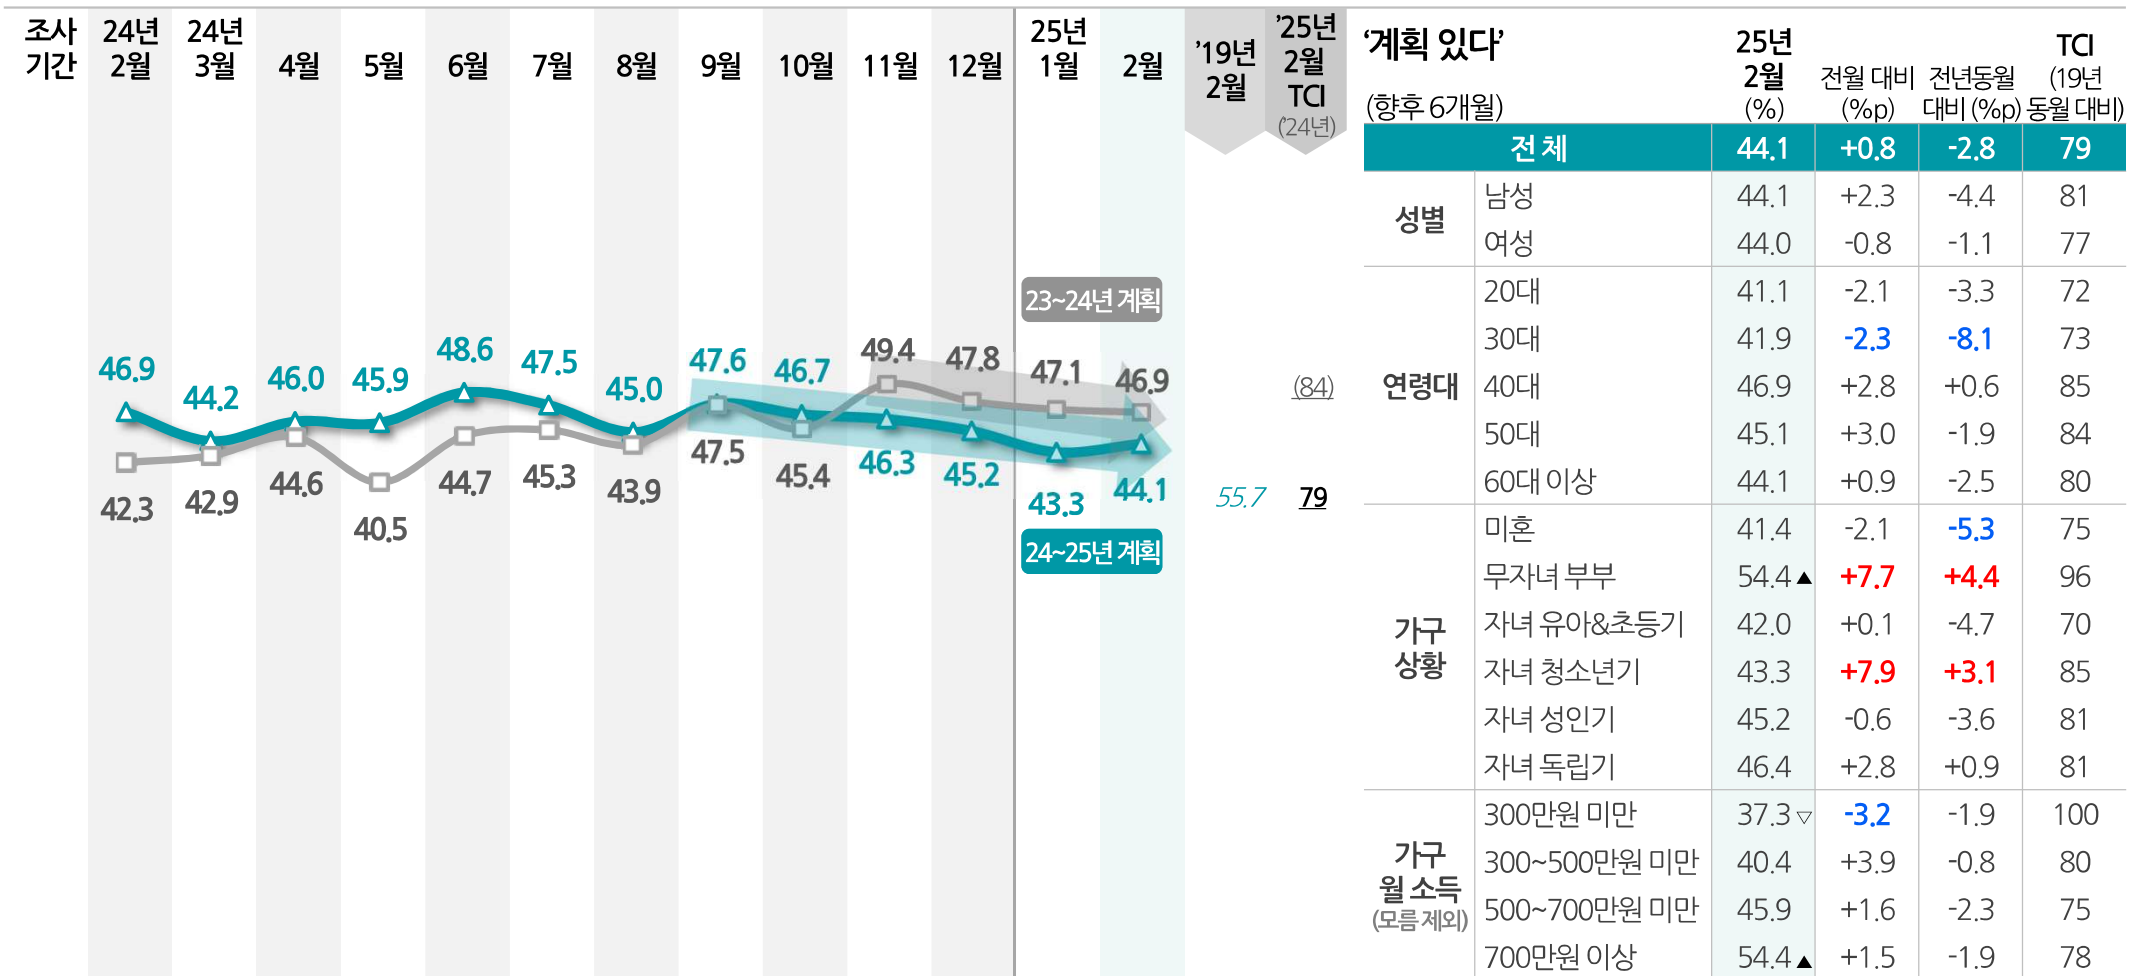 조사 기간
24년 2월
24년 3월
4월
5월
6월
7월
8월
9월
10월
11월
12월
25년 1월
2월
’19년 2월
’25년 2월 TCI (’24년)
23~24년 계획
46.9 44.2 46.0 45.9 48.6 47.5 45.0 47.6 46.7 46.3 45.2 43.3 44.1
42.3 42.9 44.6 40.5 44.7 45.3 43.9 47.5 45.4 49.4 47.8 47.1 46.9
(84)
55.7 79
24~25년 계획
‘계획 있다’
(향후 6개월)
25년 2월 (%)
전월 대비 (%p)
전년동월 대비 (%p)
TCI (19년 동월 대비)
전 체 44.1 +0.8 -2.8 79
성별
남성 44.1 +2.3 -4.4 81
여성 44.0 -0.8 -1.1 77
연령대
20대 41.1 -2.1 -3.3 72
30대 41.9 -2.3 -8.1 73
40대 46.9 +2.8 +0.6 85
50대 45.1 +3.0 -1.9 84
60대 이상 44.1 +0.9 -2.5 80
가구 상황
미혼 41.4 -2.1 -5.3 75
무자녀 부부 54.4 ▲ +7.7 +4.4 96
자녀 유아&초등기 42.0 +0.1 -4.7 70
자녀 청소년기 43.3 +7.9 +3.1 85
자녀 성인기 45.2 -0.6 -3.6 81
자녀 독립기 46.4 +2.8 +0.9 81
가구 월 소득 (모름 제외)
300만원 미만 37.3 ▽ -3.2 -1.9 100
300~500만원 미만 40.4 +3.9 -0.8 80
500~700만원 미만 45.9 +1.6 -2.3 75
700만원 이상 54.4 ▲ +1.5 -1.9 78